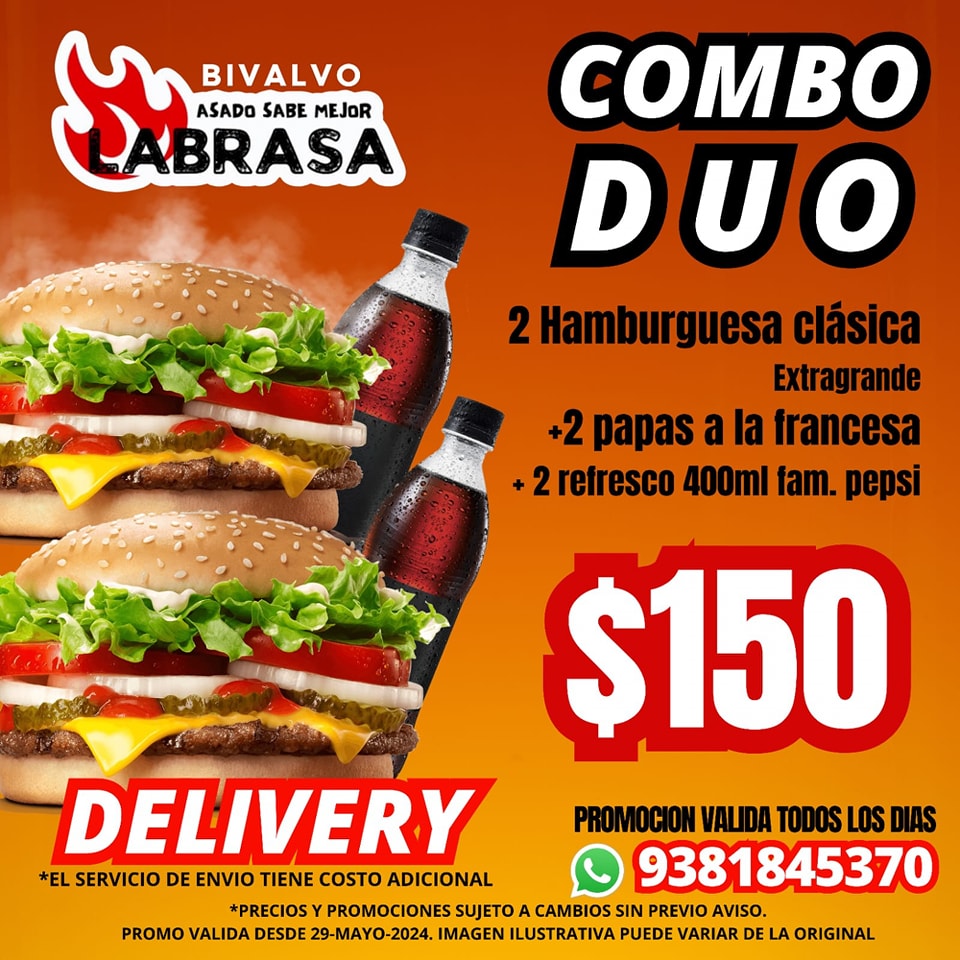 BIVALVO
ASADO SABE MEJOR
LABRASA
COMBO
DUO
2 Hamburguesa clásica
Extragrande
+2 papas a la francesa
+ 2 refresco 400ml fam. pepsi
$150
DELIVERY
*EL SERVICIO DE ENVIO TIENE COSTO ADICIONAL
PROMOCION VALIDA TODOS LOS DIAS
9381845370
*PRECIOS Y PROMOCIONES SUJETO A CAMBIOS SIN PREVIO AVISO.
PROMO VALIDA DESDE 29-MAYO-2024. IMAGEN ILUSTRATIVA PUEDE VARIAR DE LA ORIGINAL